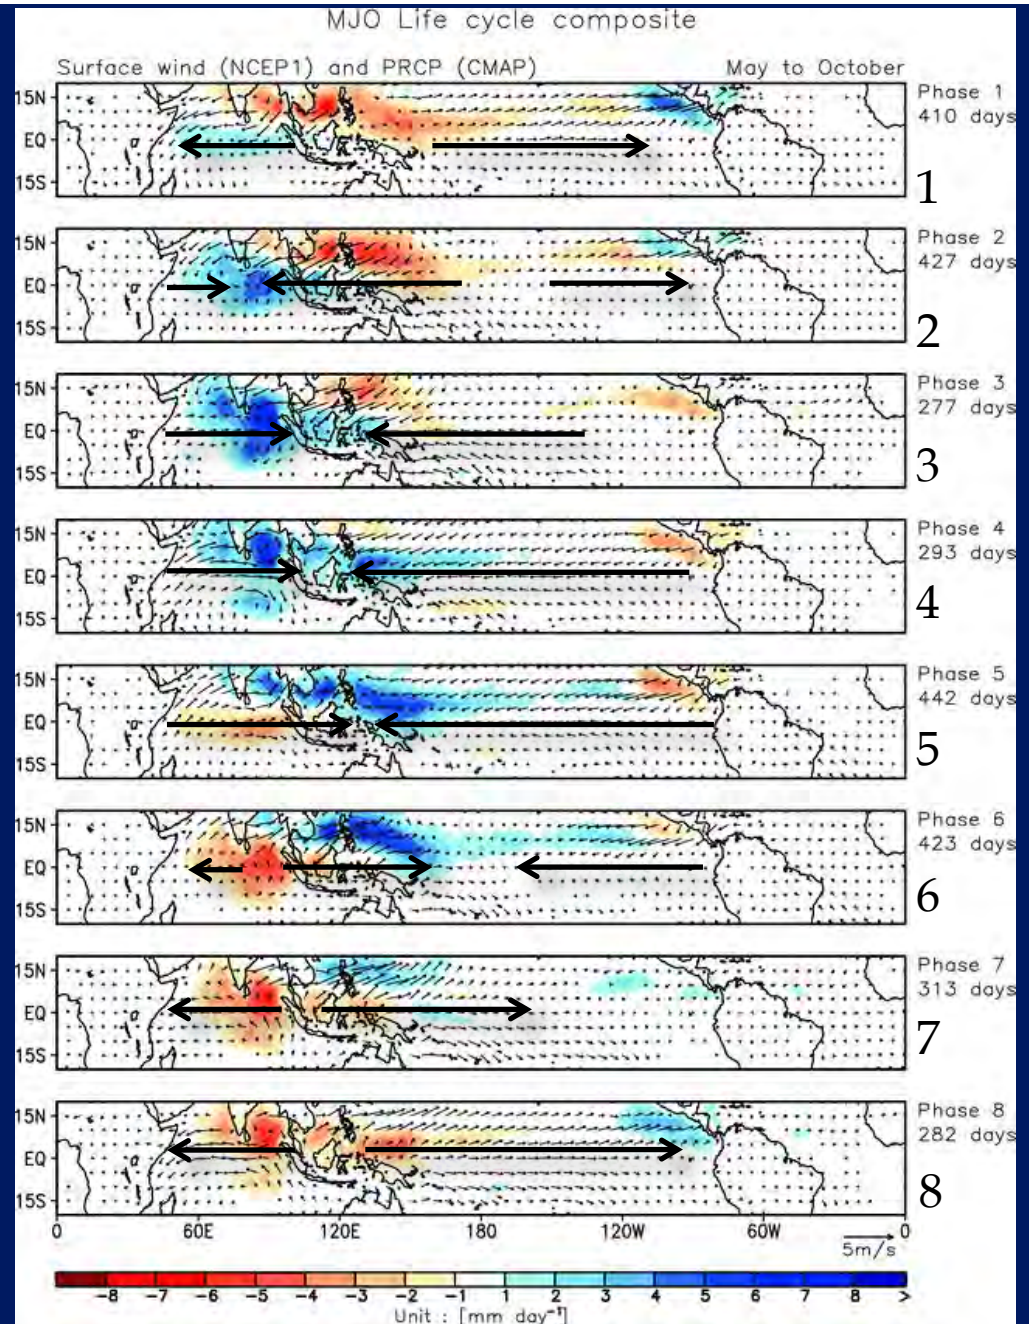 MJO Life cycle composite
Surface wind (NCEP1) and PRCP (CMAP) May to October
15N
EQ
15S
Phase 1
410 days
1
15N
EQ
15S
Phase 2
427 days
2
15N
EQ
15S
Phase 3
277 days
3
15N
EQ
15S
Phase 4
293 days
4
15N
EQ
15S
Phase 5
442 days
5
15N
EQ
15S
Phase 6
423 days
6
15N
EQ
15S
Phase 7
313 days
7
15N
EQ
15S
Phase 8
282 days
8
0 60E 120E 180 120W 60W 0
5m/s
-8 -7 -6 -5 -4 -3 -2 -1 1 2 3 4 5 6 7 8 >
Unit : [mm day⁻¹]